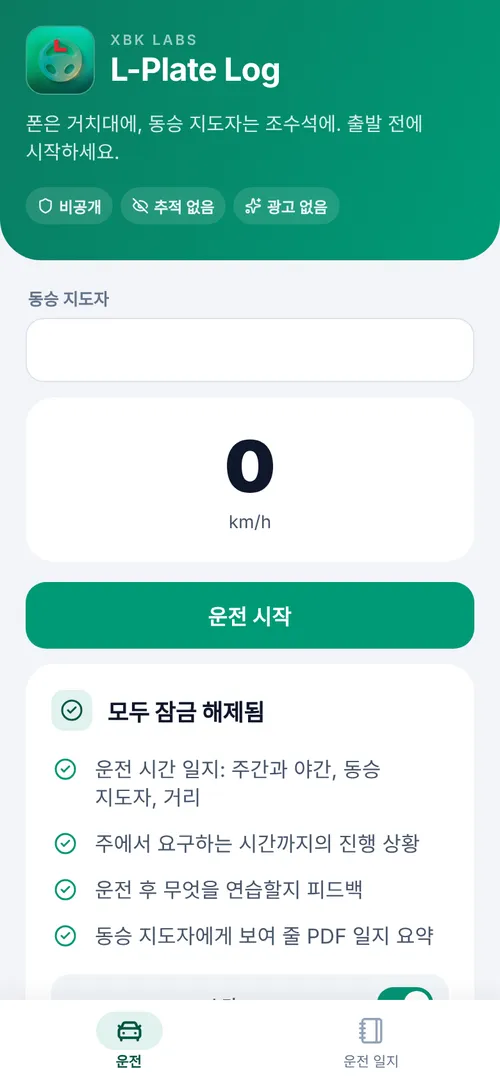 XBK LABS
L-Plate Log
폰은 거치대에, 동승 지도자는 조수석에. 출발 전에
시작하세요.
비공개
추적 없음
광고 없음
동승 지도자
0
km/h
운전 시작
모두 잠금 해제됨
운전 시간 일지: 주간과 야간, 동승
지도자, 거리
주에서 요구하는 시간까지의 진행 상황
운전 후 무엇을 연습할지 피드백
동승 지도자에게 보여 줄 PDF 일지 요약
운전
운전 일지